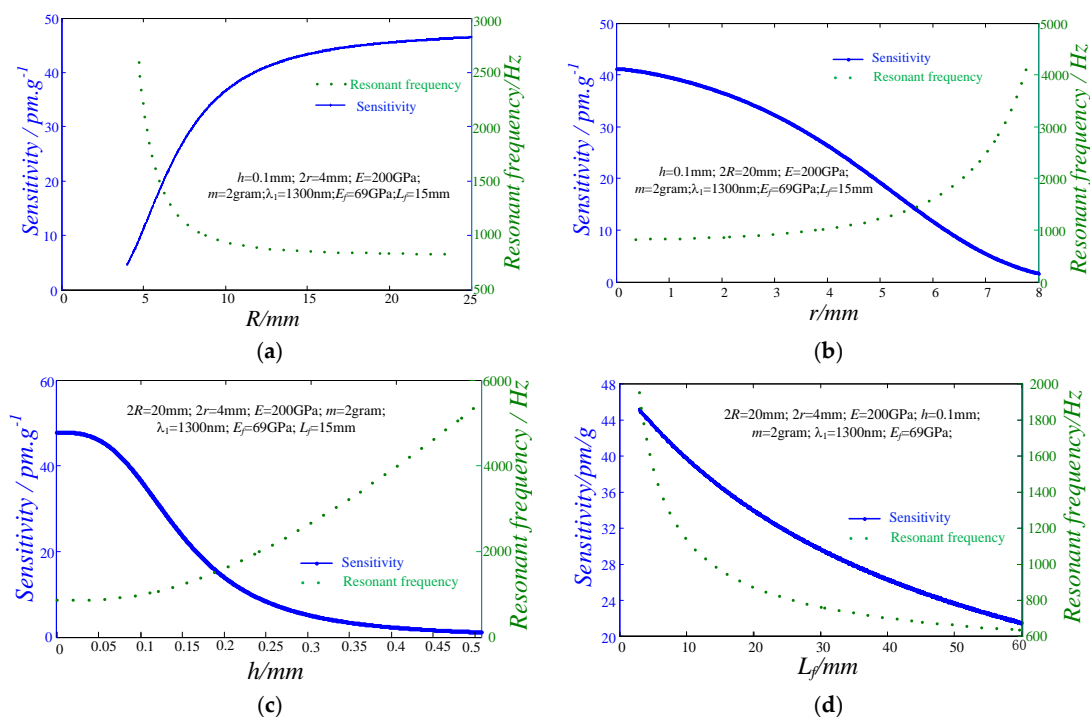 50
40
30
20
10
0
Sensitivity / pm.g-1
3000
2500
2000
1500
1000
500
Resonant frequency/Hz
Resonant frequency
Sensitivity
h=0.1mm; 2r=4mm; E=200GPa;
m=2gram;λ1=1300nm;Ef=69GPa;Lf=15mm
0 5 10 15 20 25
R/mm
(a)
50
40
30
20
10
0
Sensitivity / pm.g-1
5000
4000
3000
2000
1000
0
Resonant frequency / Hz
Sensitivity
Resonant frequency
h=0.1mm; 2R=20mm; E=200GPa;
m=2gram;λ1=1300nm;Ef=69GPa;Lf=15mm
0 1 2 3 4 5 6 7 8
r/mm
(b)
60
40
20
0
Sensitivity / pm.g-1
6000
4000
2000
0
Resonant frequency / Hz
2R=20mm; 2r=4mm; E=200GPa; m=2gram;
λ1=1300nm; Ef=69GPa; Lf=15mm
Sensitivity
Resonant frequency
0 0.05 0.1 0.15 0.2 0.25 0.3 0.35 0.4 0.45 0.5
h/mm
(c)
48
44
40
36
32
28
24
20
Sensitivity/pm/g
2000
1800
1600
1400
1200
1000
800
600
Resonant frequency/Hz
2R=20mm; 2r=4mm; E=200GPa; h=0.1mm;
m=2gram; λ1=1300nm; Ef=69GPa;
Sensitivity
Resonant frequency
0 10 20 30 40 50 60
Lf/mm
(d)